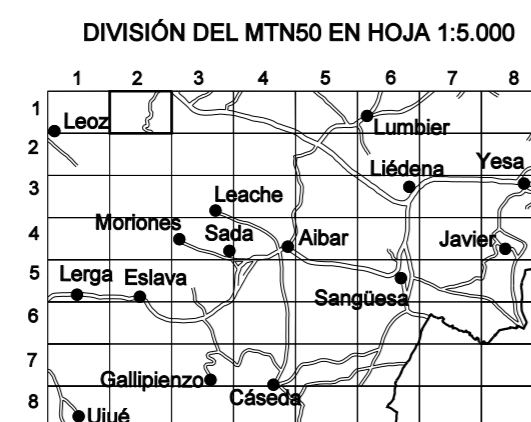 DIVISIÓN DEL MTN50 EN HOJA 1:5.000
1 2 3 4 5 6 7 8
1
Leoz
Lumbier
2
Liédena
Yesa
3
Leache
Moriones
Sada
4
Aibar
Javier
5
Lerga
Eslava
Sangüesa
6
7
Gallipienzo
Cáseda
8
Ujué